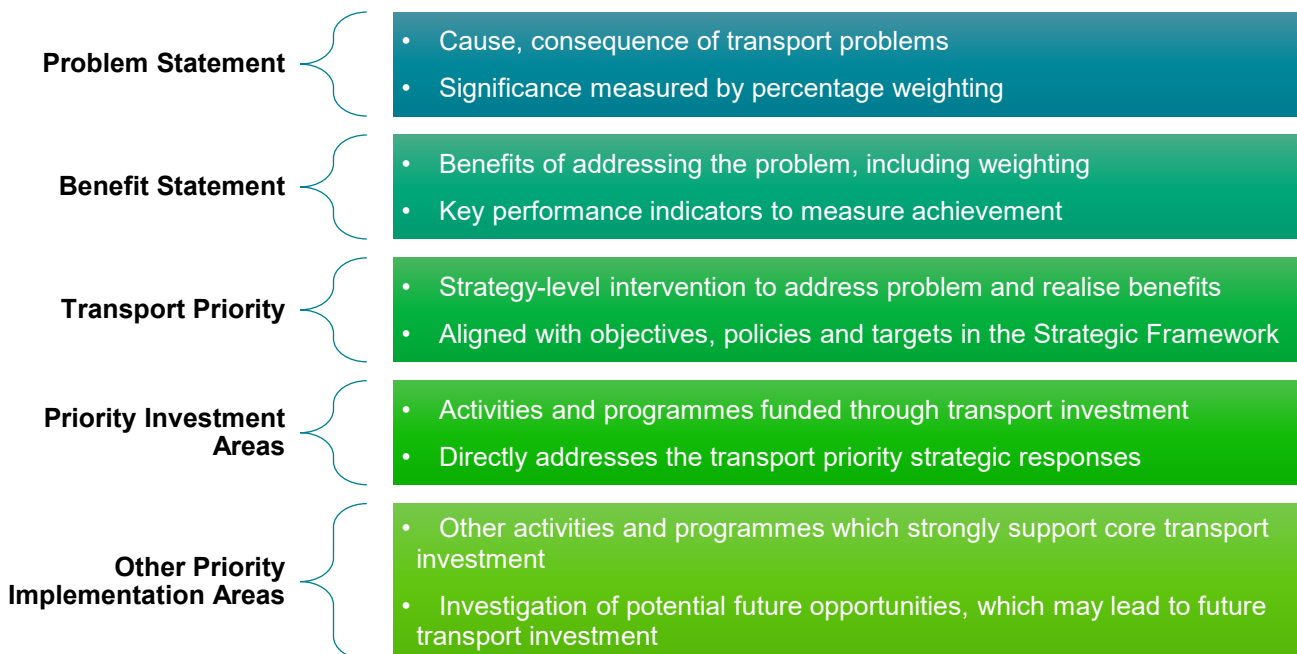 Problem Statement
• Cause, consequence of transport problems
• Significance measured by percentage weighting
Benefit Statement
• Benefits of addressing the problem, including weighting
• Key performance indicators to measure achievement
Transport Priority
• Strategy-level intervention to address problem and realise benefits
• Aligned with objectives, policies and targets in the Strategic Framework
Priority Investment
Areas
• Activities and programmes funded through transport investment
• Directly addresses the transport priority strategic responses
Other Priority
Implementation Areas
• Other activities and programmes which strongly support core transport
investment
• Investigation of potential future opportunities, which may lead to future
transport investment